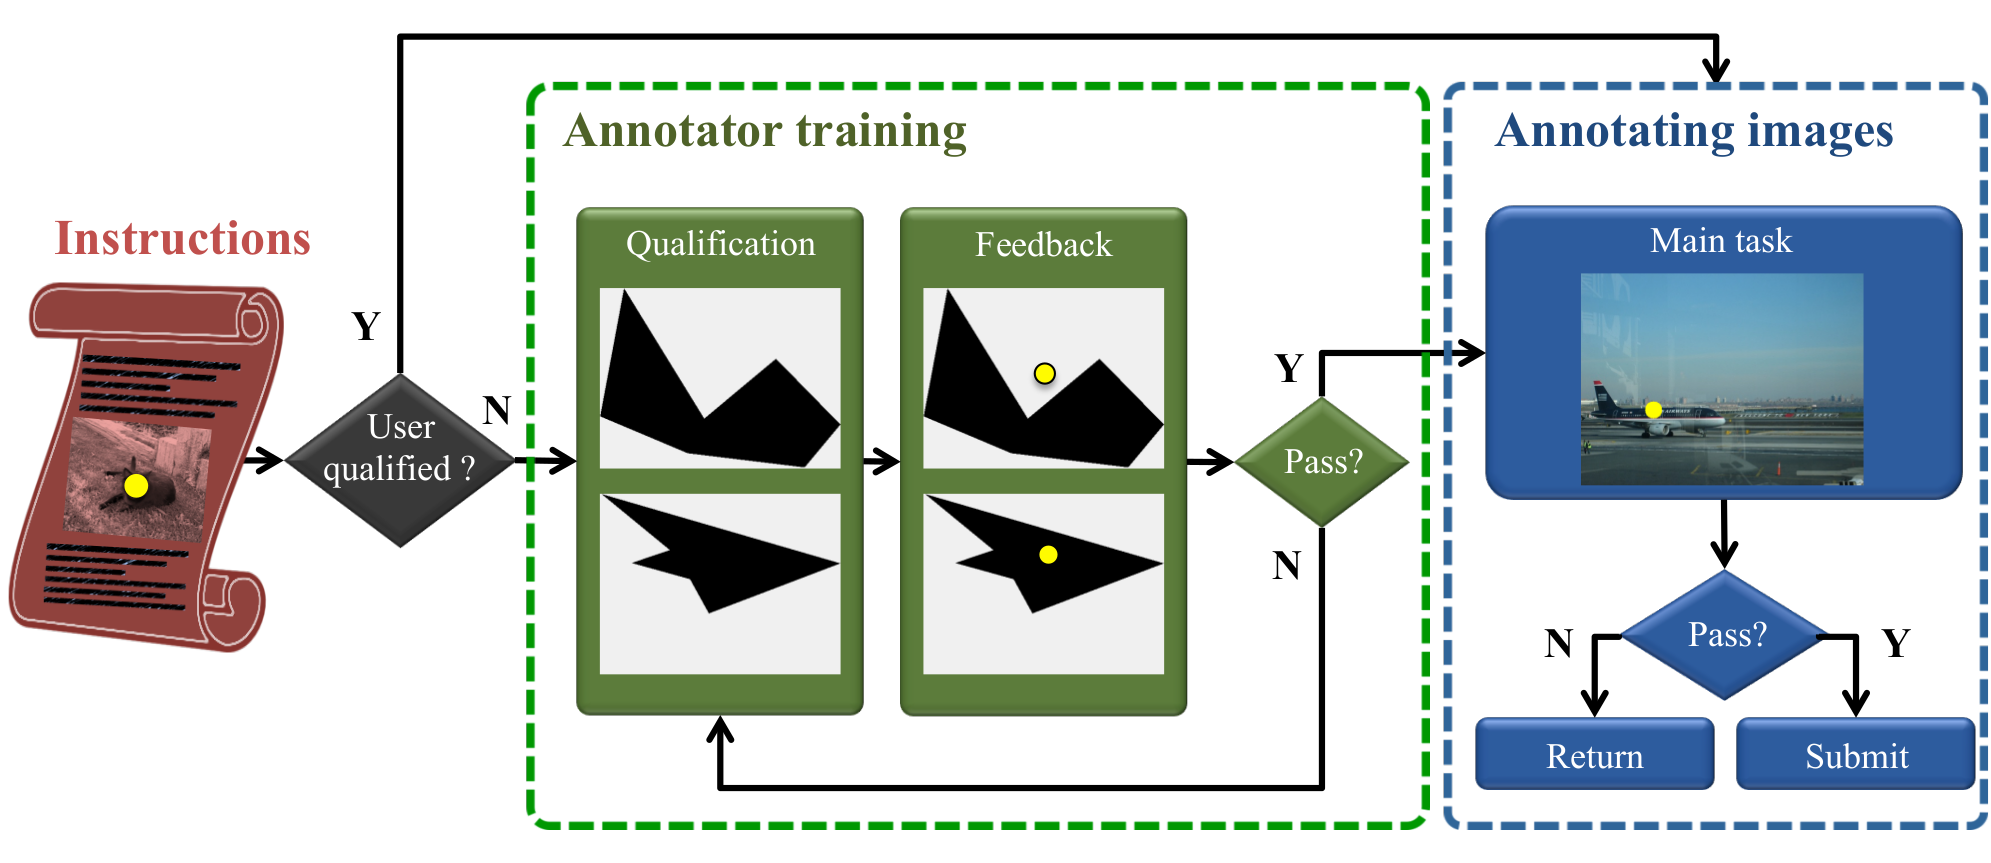 Instructions
Y
User
qualified ?
N
Annotator training
Qualification
Feedback
Y
Pass?
N
Annotating images
Main task
Pass?
N
Y
Return
Submit